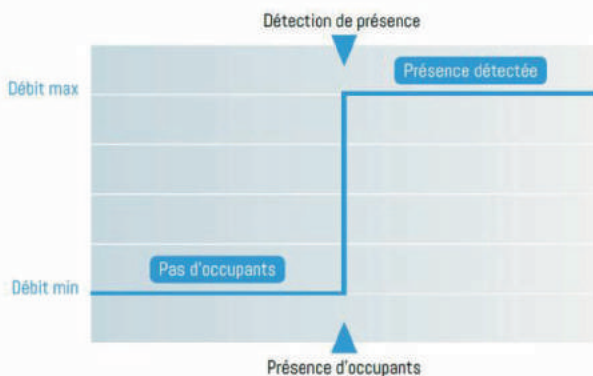 Détection de présence
Présence détectée
Débit max
Pas d'occupants
Débit min
Présence d'occupants